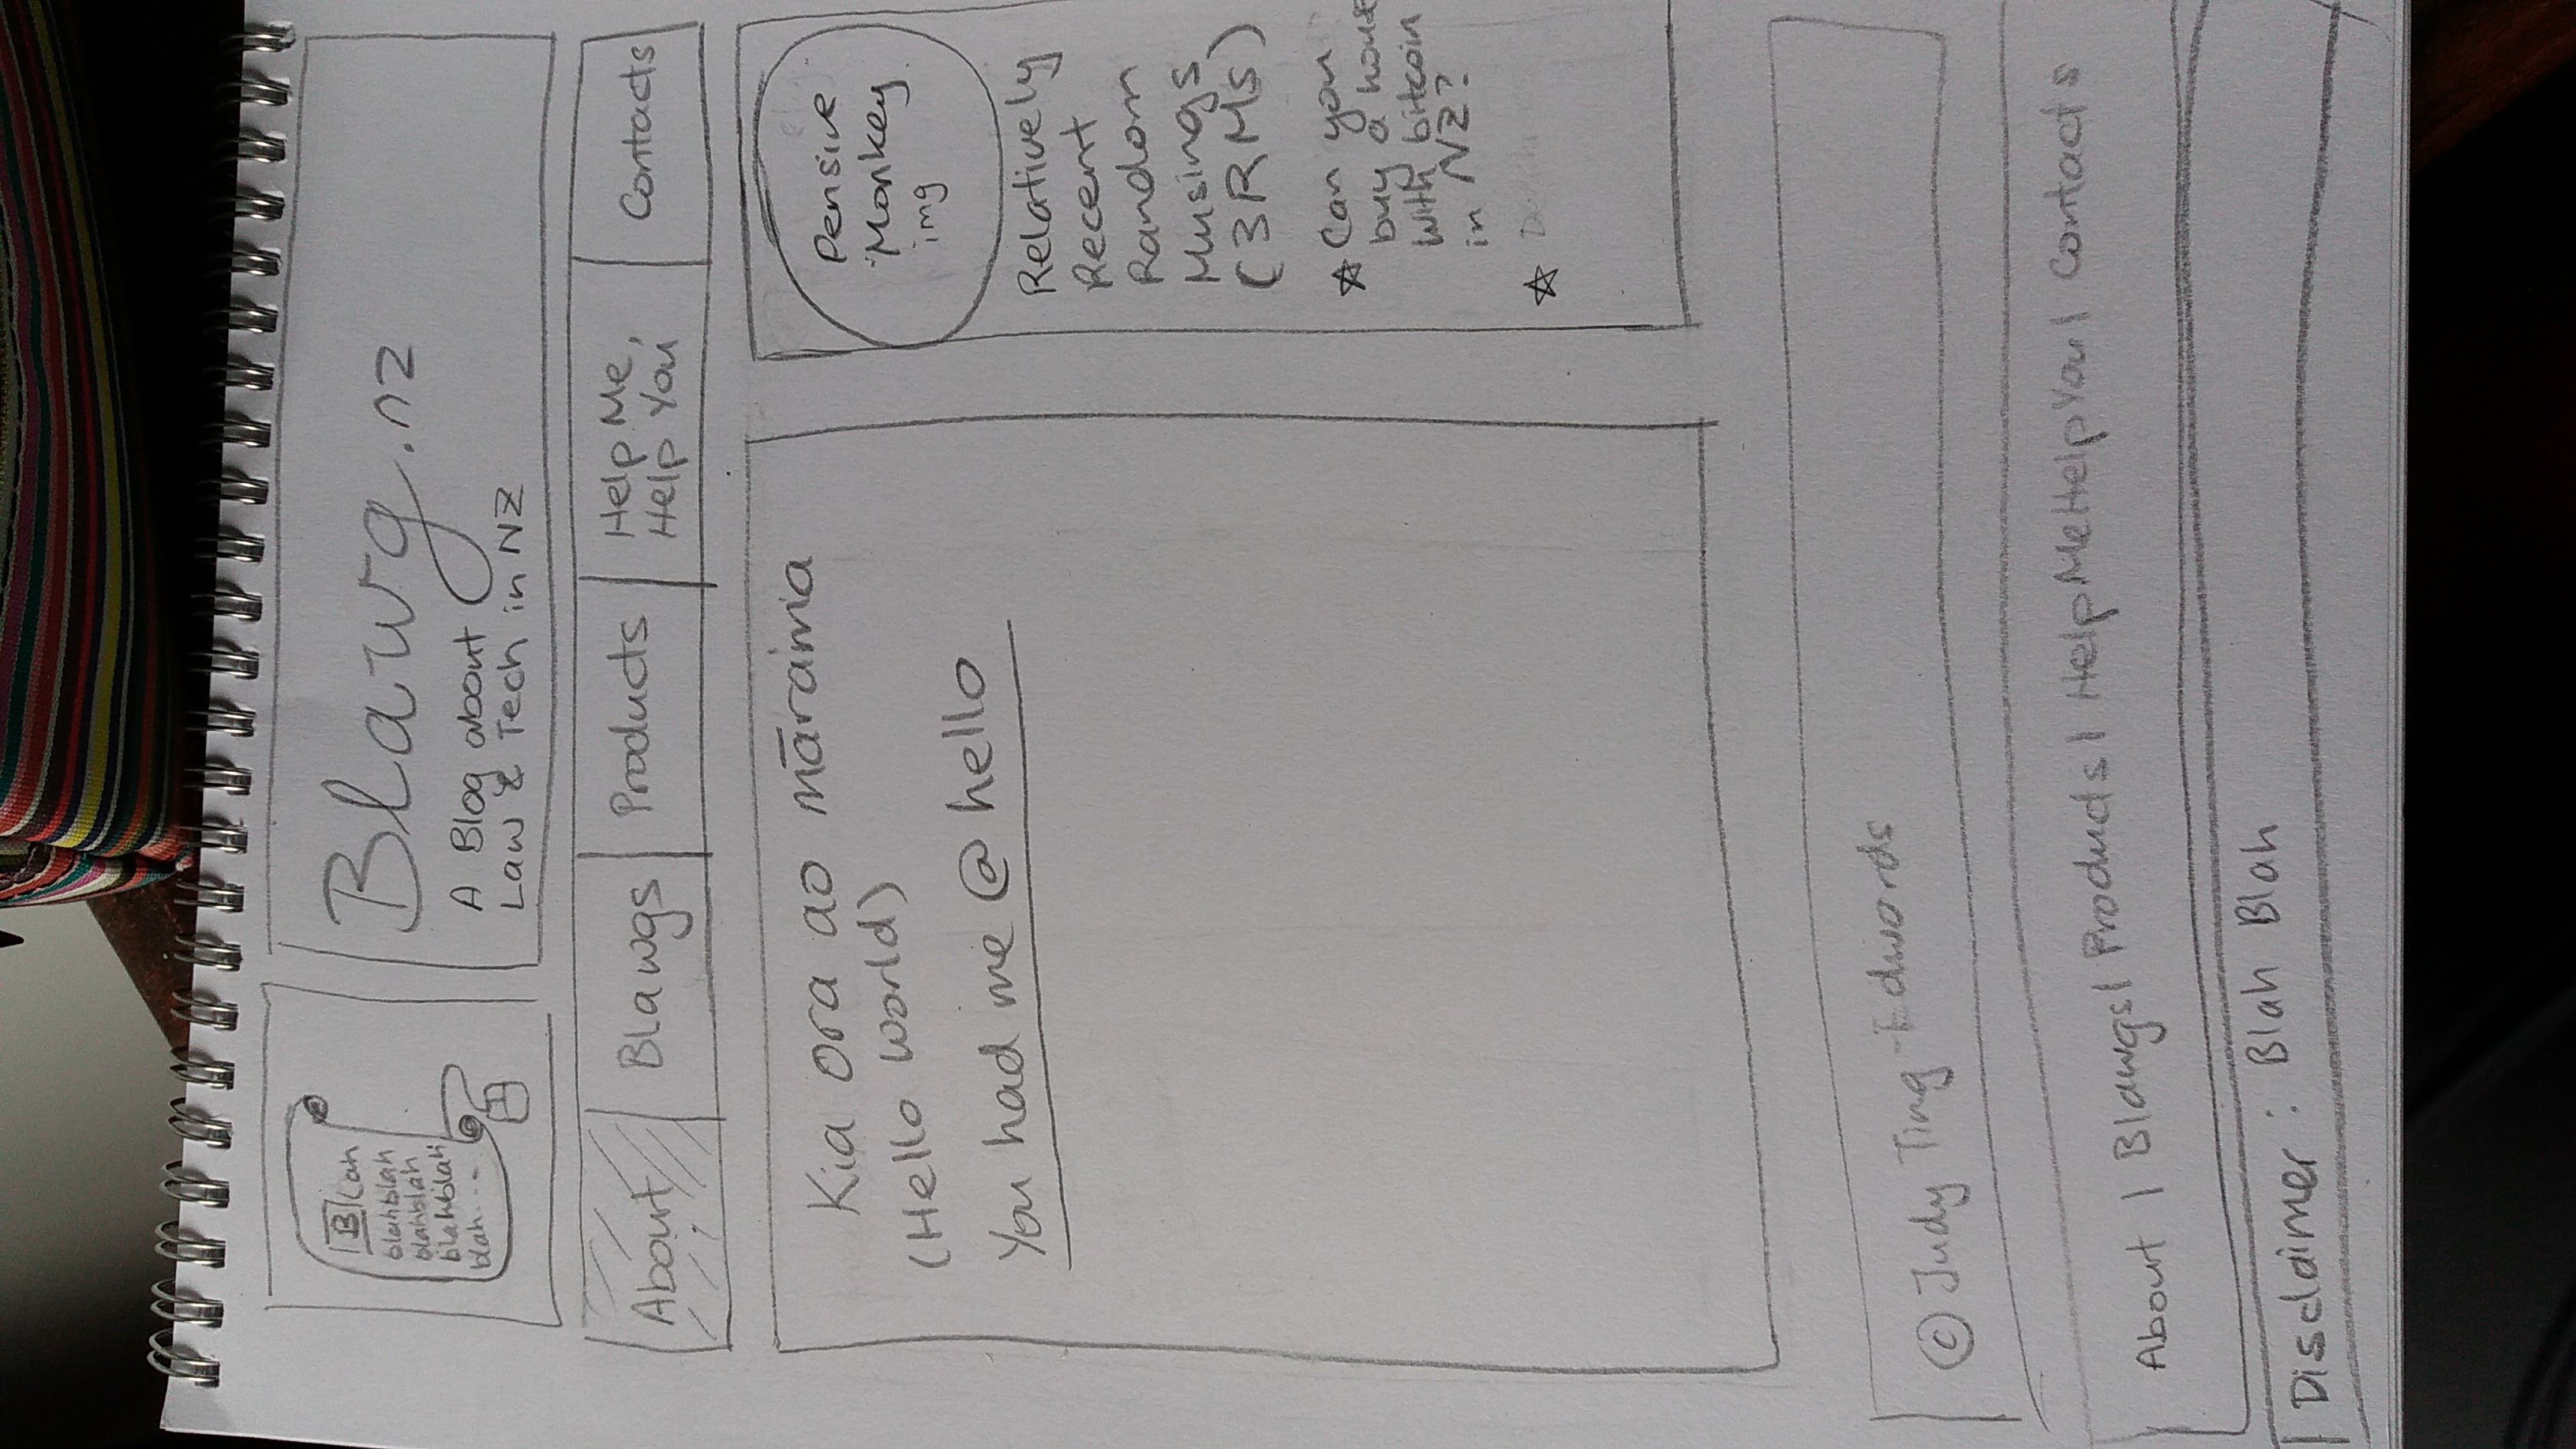 Blah
blahblah
blahblah
blahblah
blah...-
Blawg.nz
A Blog about
Law & Tech in NZ
About
Blawgs
Products
Help Me,
Help You
Contacts
Kia ora ao mārama
(Hello World)
You had me @ hello
Pensive
Monkey
img
Relatively
Recent
Random
Musings
(3RMs)
☆ Can you
buy a house
with bitcoin
in NZ?
☆
© Judy Ting-Edwards
About | Blawgs | Products | HelpMeHelpYou | Contacts
Disclaimer: Blah Blah